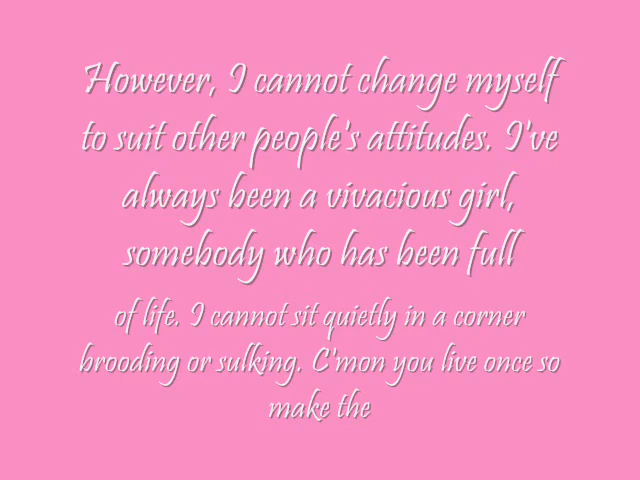 However, I cannot change myself
to suit other people's attitudes. I've
always been a vivacious girl,
somebody who has been full
of life. I cannot sit quietly in a corner
brooding or sulking. C'mon you live once so
make the